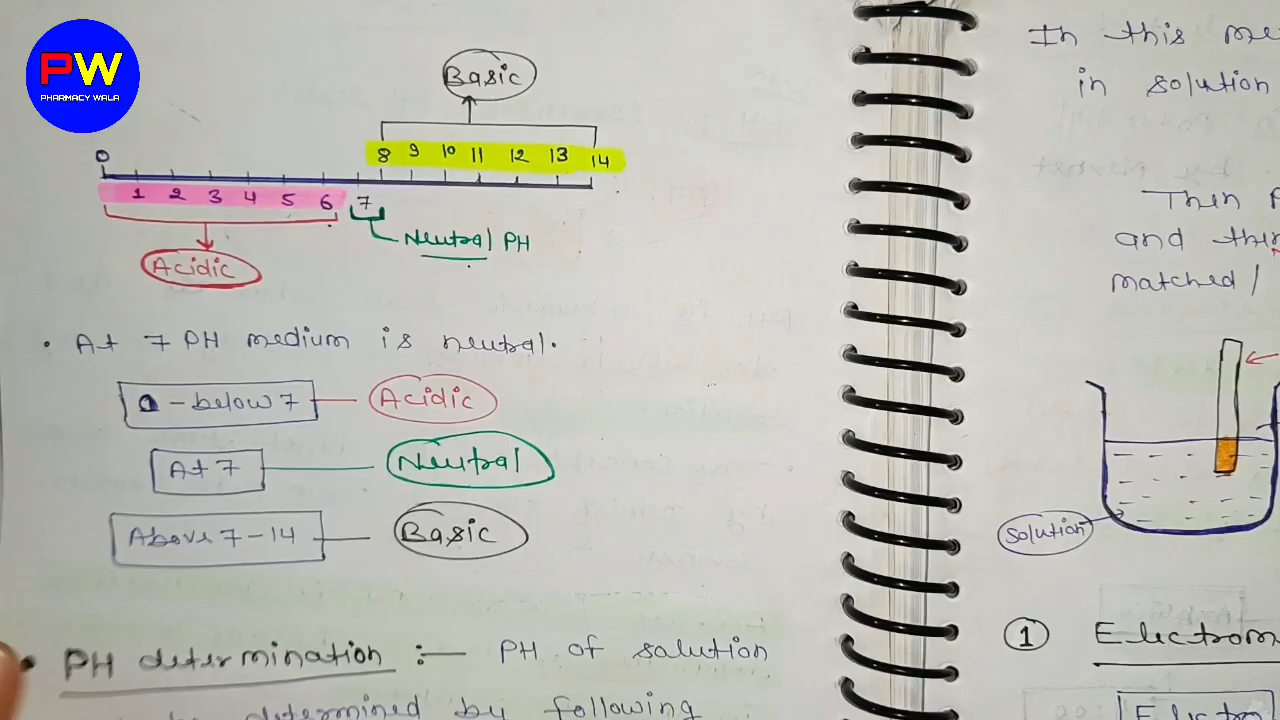 PW
PHARMACY WALA
Basic
0
8 9 10 11 12 13 14
1 2 3 4 5 6 7
Neutral PH
Acidic
• At 7 PH medium is neutral.
0 - below 7 — Acidic
At 7 — Neutral
Above 7 - 14 — Basic
• PH determination :— PH of solution
determined by following
In this
in solution
Then
and
matched /
Solution
① Electrom
Electr